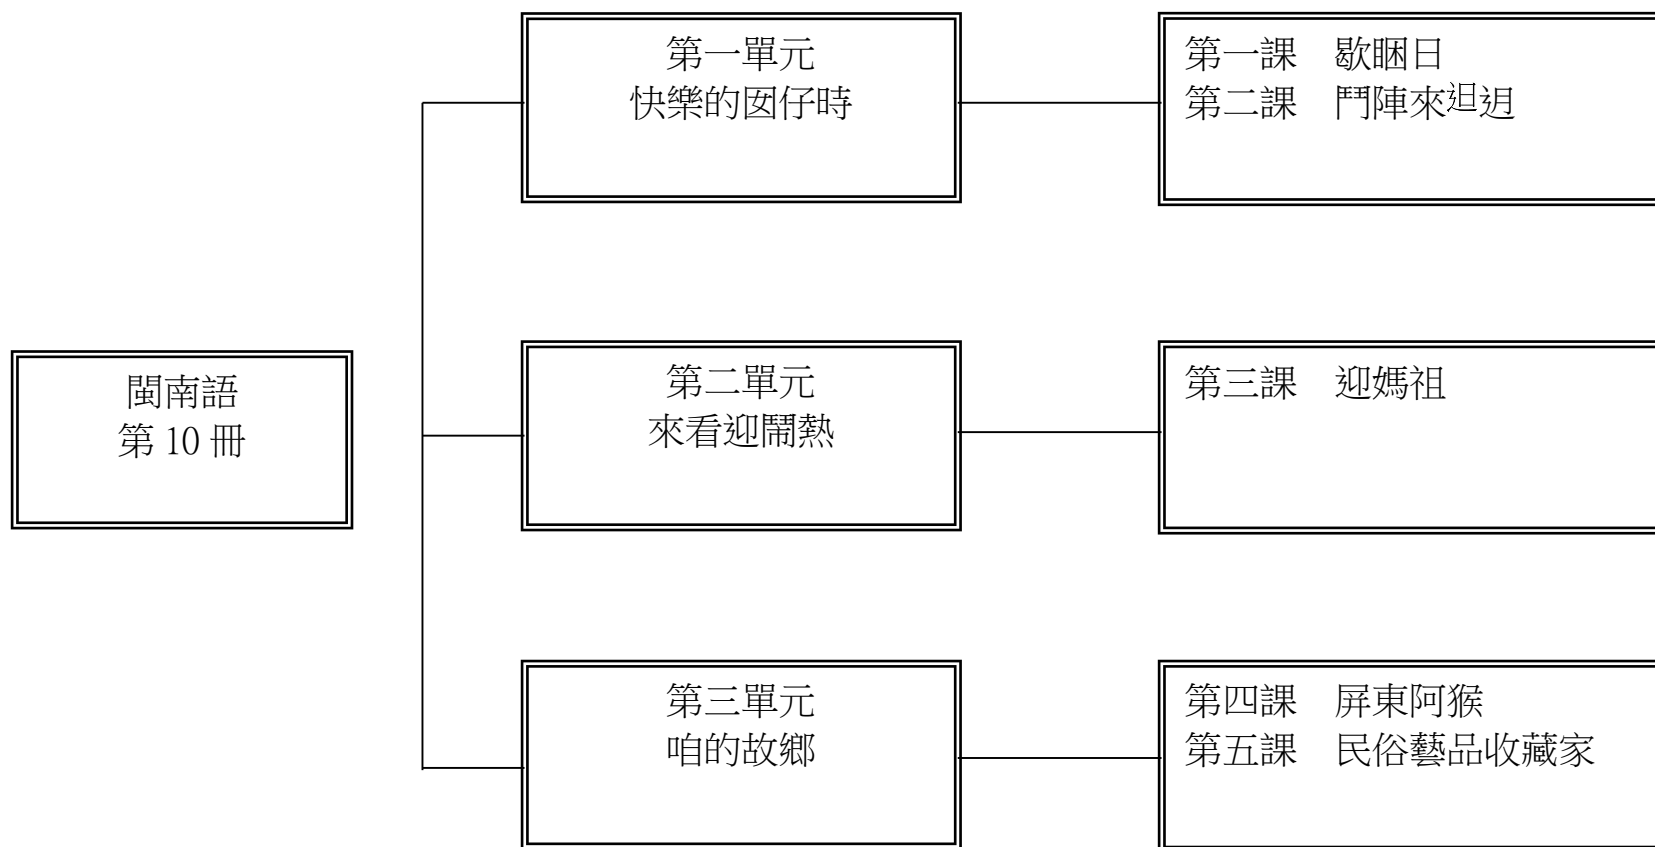 第一單元
快樂的囡仔時
第一課　歇睏日
第二課　鬥陣來𨑨迌
閩南語
第 10 冊
第二單元
來看迎鬧熱
第三課　迎媽祖
第三單元
咱的故鄉
第四課　屏東阿猴
第五課　民俗藝品收藏家